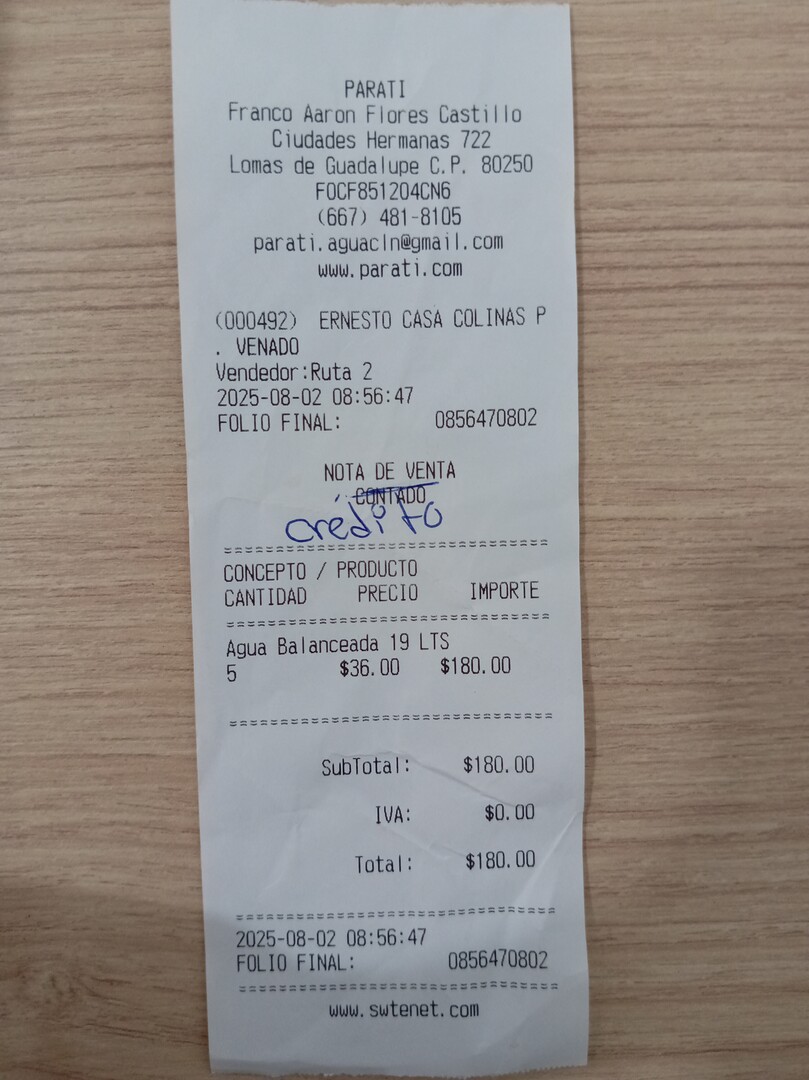 PARATI
Franco Aaron Flores Castillo
Ciudades Hermanas 722
Lomas de Guadalupe C.P. 80250
FOCF851204CN6
(667) 481-8105
parati.aguacln@gmail.com
www.parati.com
(000492) ERNESTO CASA COLINAS P
. VENADO
Vendedor:Ruta 2
2025-08-02 08:56:47
FOLIO FINAL: 0856470802
NOTA DE VENTA
CONTADO
crédito
CONCEPTO / PRODUCTO
CANTIDAD PRECIO IMPORTE
Agua Balanceada 19 LTS
5 $36.00 $180.00
SubTotal: $180.00
IVA: $0.00
Total: $180.00
2025-08-02 08:56:47
FOLIO FINAL: 0856470802
www.swtenet.com